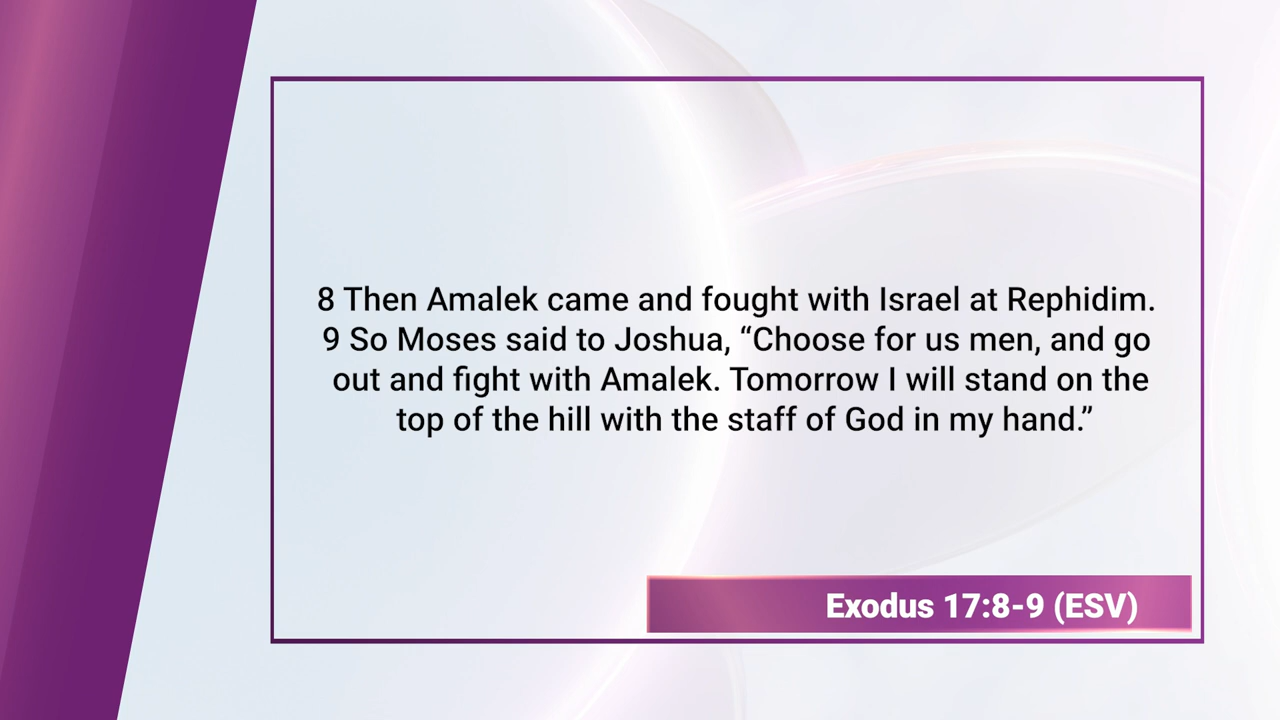 8 Then Amalek came and fought with Israel at Rephidim.
9 So Moses said to Joshua, “Choose for us men, and go
out and fight with Amalek. Tomorrow I will stand on the
top of the hill with the staff of God in my hand.”
Exodus 17:8-9 (ESV)